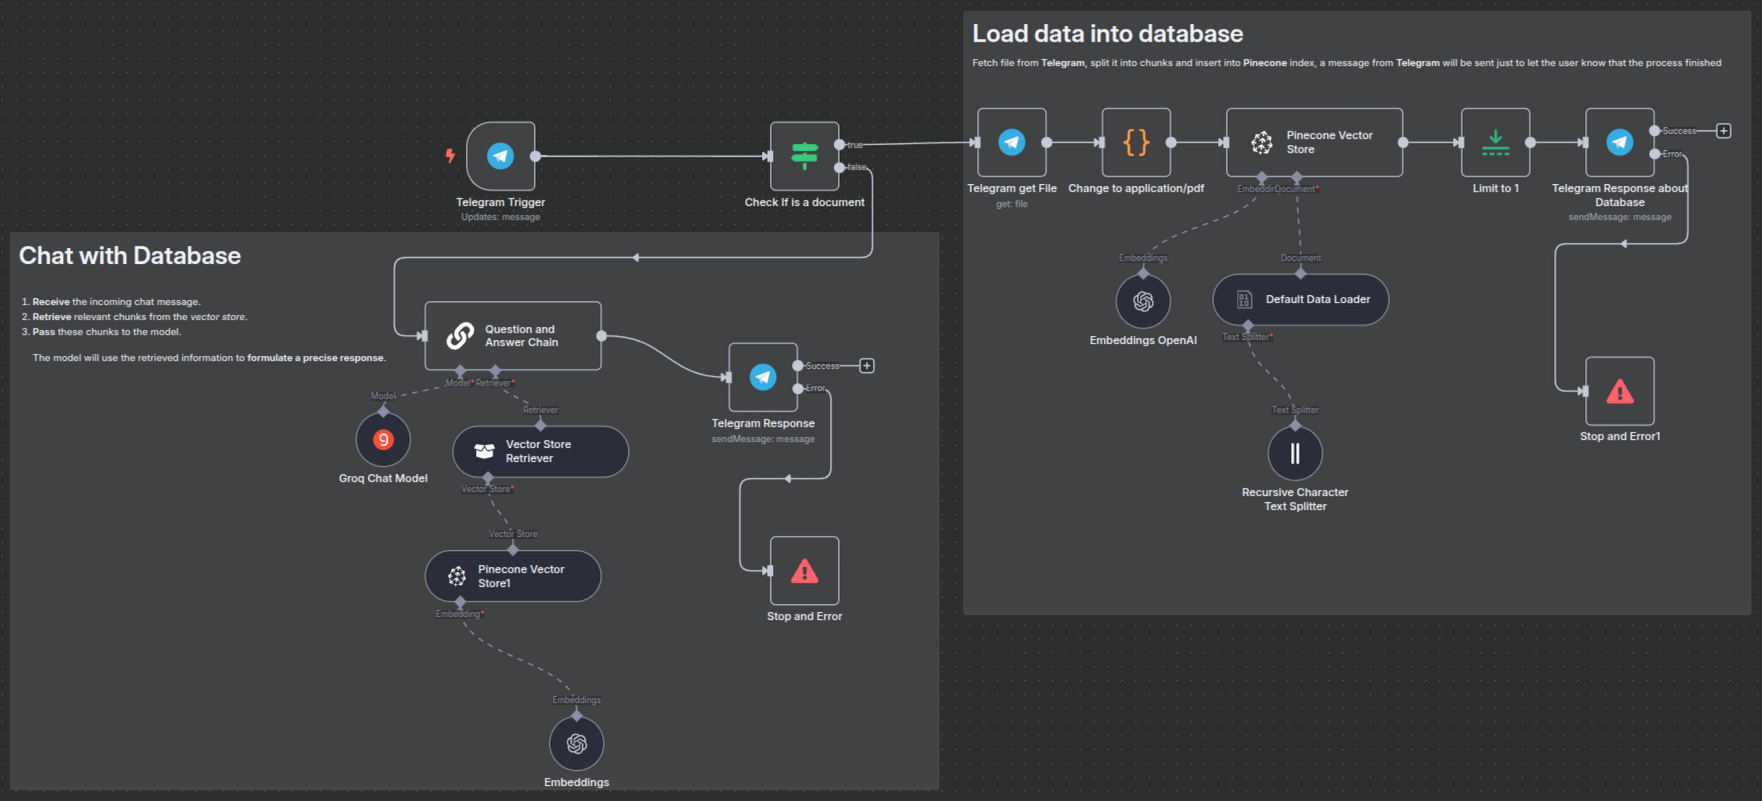 Load data into database
Fetch file from Telegram, split it into chunks and insert into Pinecone index, a message from Telegram will be sent just to let the user know that the process finished
Telegram Trigger
Updates: message
true
false
Check If is a document
Telegram get File
get: file
Change to application/pdf
Pinecone Vector
Store
Embeddin
Document*
Limit to 1
Success
Error
Telegram Response about
Database
sendMessage: message
Embeddings
Embeddings OpenAI
Document
Default Data Loader
Text Splitter*
Text Splitter
Recursive Character
Text Splitter
Stop and Error1
Chat with Database
1. Receive the incoming chat message.
2. Retrieve relevant chunks from the vector store.
3. Pass these chunks to the model.
The model will use the retrieved information to formulate a precise response.
Question and
Answer Chain
Model*
Retriever*
Model
Groq Chat Model
Retriever
Vector Store
Retriever
Vector Store*
Vector Store
Pinecone Vector
Store1
Embedding*
Embeddings
Embeddings
Success
Error
Telegram Response
sendMessage: message
Stop and Error